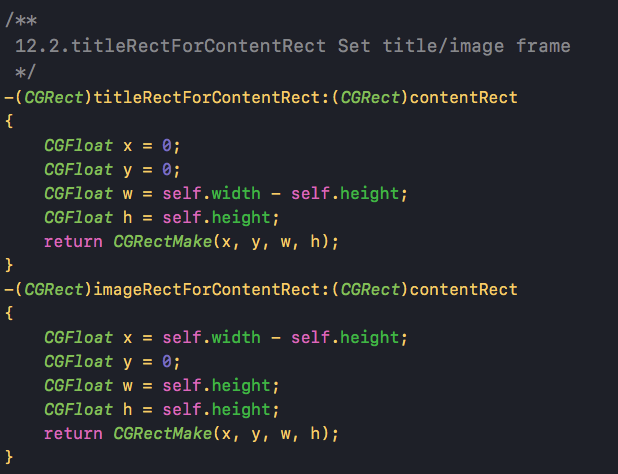 /**
 12.2.titleRectForContentRect Set title/image frame
 */
-(CGRect)titleRectForContentRect:(CGRect)contentRect
{
    CGFloat x = 0;
    CGFloat y = 0;
    CGFloat w = self.width - self.height;
    CGFloat h = self.height;
    return CGRectMake(x, y, w, h);
}
-(CGRect)imageRectForContentRect:(CGRect)contentRect
{
    CGFloat x = self.width - self.height;
    CGFloat y = 0;
    CGFloat w = self.height;
    CGFloat h = self.height;
    return CGRectMake(x, y, w, h);
}